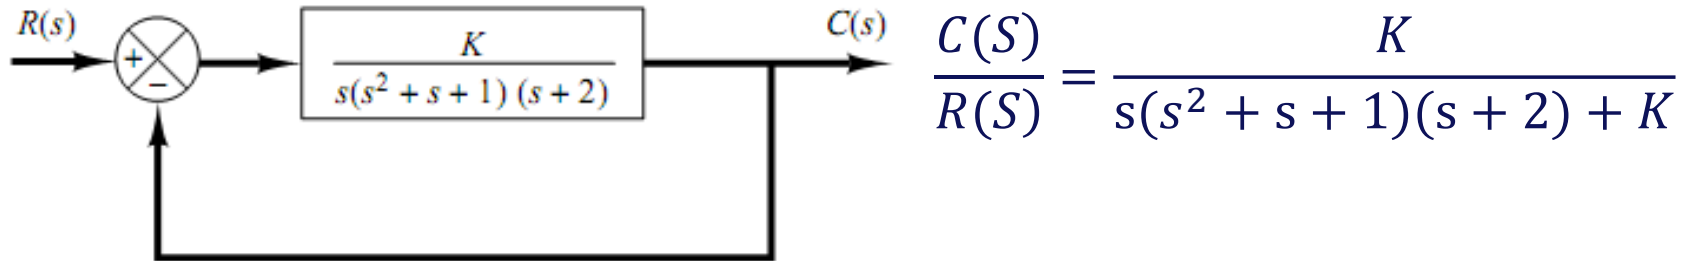 R(s)
+
−
K
s(s² + s + 1) (s + 2)
C(s)
C(S)
R(S)
=
K
s(s² + s + 1)(s + 2) + K